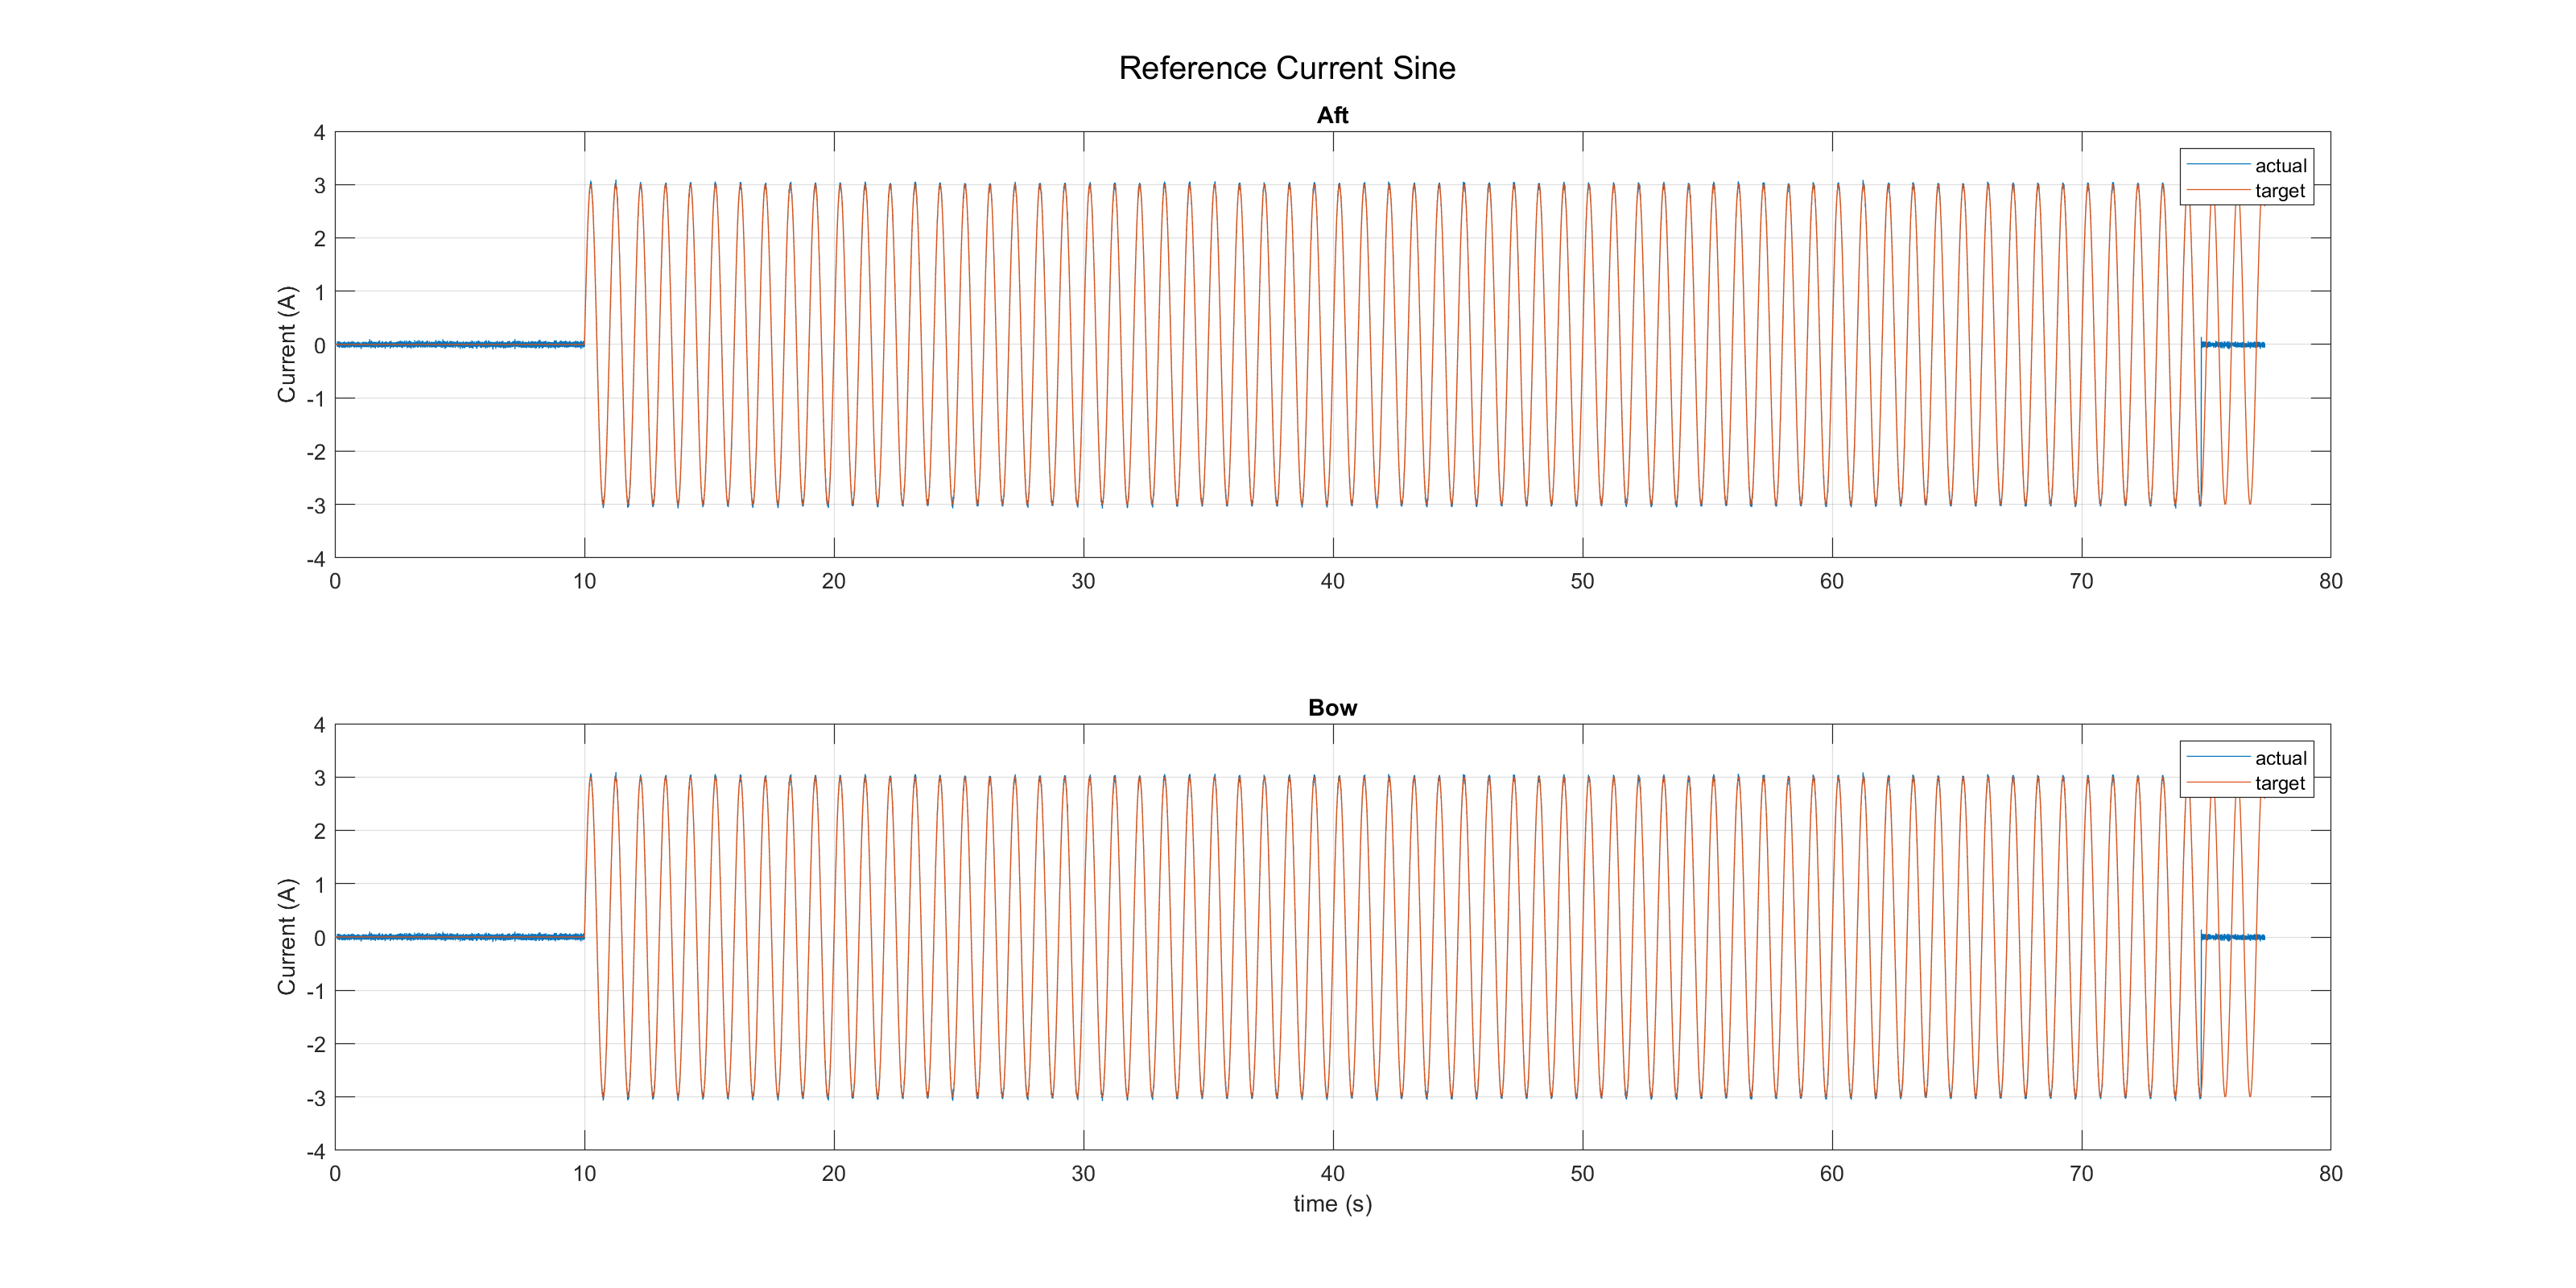 Reference Current Sine
Aft
4
3
2
1
0
-1
-2
-3
-4
Current (A)
actual
target
0 10 20 30 40 50 60 70 80
Bow
4
3
2
1
0
-1
-2
-3
-4
Current (A)
actual
target
0 10 20 30 40 50 60 70 80
time (s)